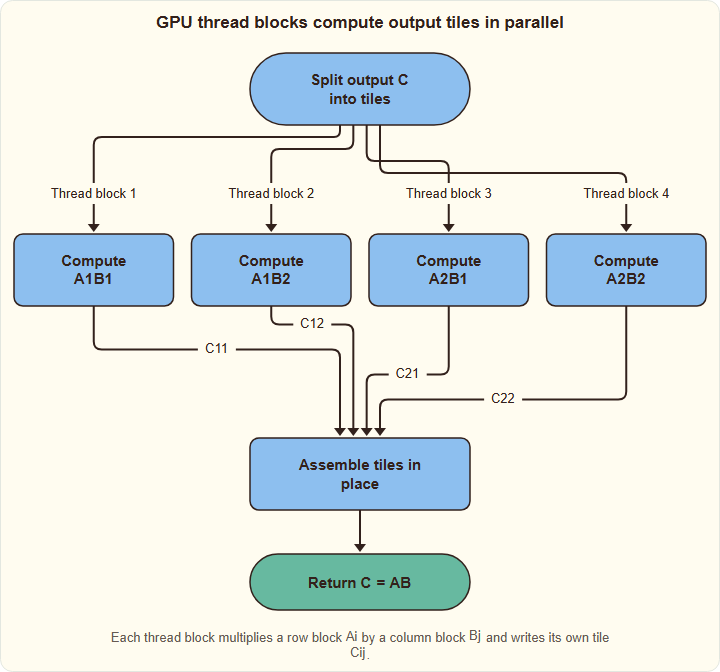 GPU thread blocks compute output tiles in parallel
Split output C
into tiles
Thread block 1
Thread block 2
Thread block 3
Thread block 4
Compute
A1B1
Compute
A1B2
Compute
A2B1
Compute
A2B2
C12
C11
C21
C22
Assemble tiles in
place
Return C = AB
Each thread block multiplies a row block Ai by a column block Bj and writes its own tile
Cij.